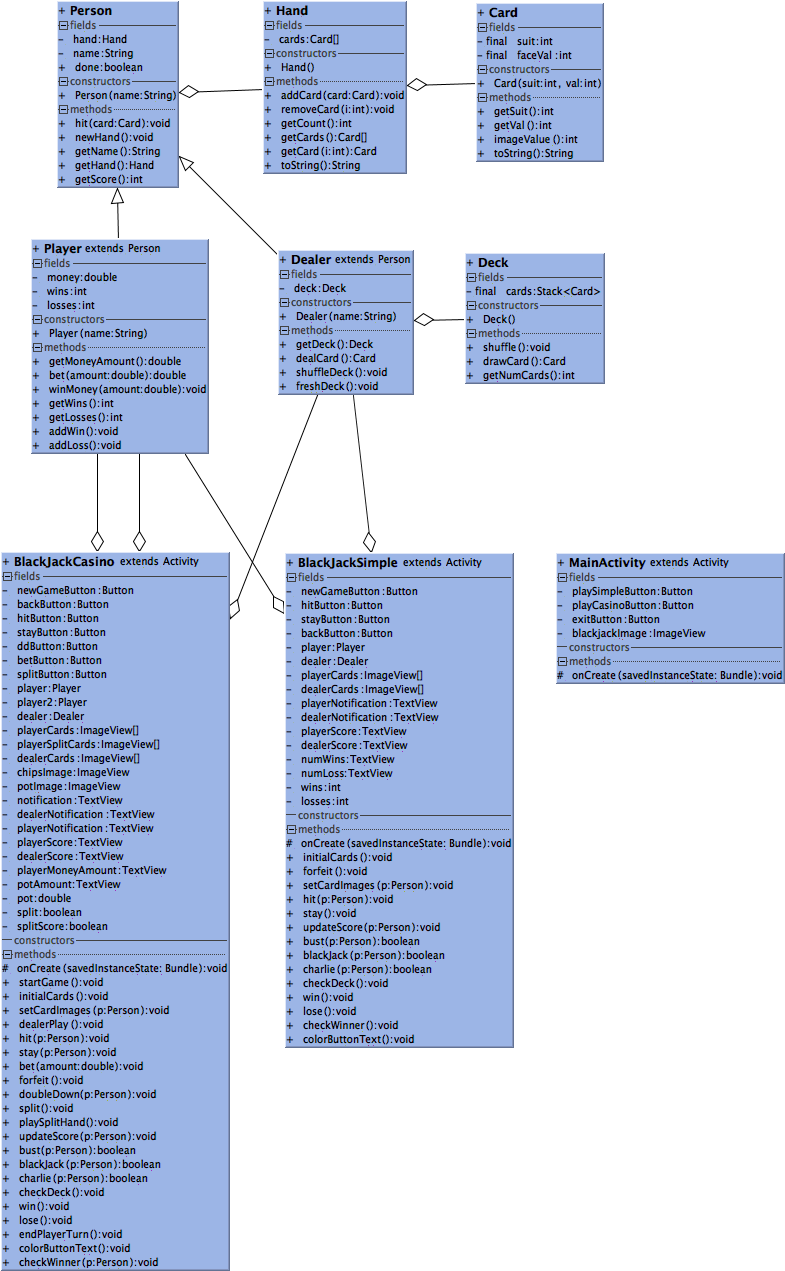 + Person
fields
- hand:Hand
- name:String
+ done:boolean
constructors
+ Person(name:String)
methods
+ hit(card:Card):void
+ newHand():void
+ getName():String
+ getHand():Hand
+ getScore():int
+ Hand
fields
- cards:Card[]
constructors
+ Hand()
methods
+ addCard(card:Card):void
+ removeCard(i:int):void
+ getCount():int
+ getCards():Card[]
+ getCard(i:int):Card
+ toString():String
+ Card
fields
- final suit:int
- final faceVal:int
constructors
+ Card(suit:int, val:int)
methods
+ getSuit():int
+ getVal():int
+ imageValue():int
+ toString():String
+ Player extends Person
fields
- money:double
- wins:int
- losses:int
constructors
+ Player(name:String)
methods
+ getMoneyAmount():double
+ bet(amount:double):double
+ winMoney(amount:double):void
+ getWins():int
+ getLosses():int
+ addWin():void
+ addLoss():void
+ Dealer extends Person
fields
- deck:Deck
constructors
+ Dealer(name:String)
methods
+ getDeck():Deck
+ dealCard():Card
+ shuffleDeck():void
+ freshDeck():void
+ Deck
fields
- final cards:Stack<Card>
constructors
+ Deck()
methods
+ shuffle():void
+ drawCard():Card
+ getNumCards():int
+ BlackJackCasino extends Activity
fields
- newGameButton:Button
- backButton:Button
- hitButton:Button
- stayButton:Button
- ddButton:Button
- betButton:Button
- splitButton:Button
- player:Player
- player2:Player
- dealer:Dealer
- playerCards:ImageView[]
- playerSplitCards:ImageView[]
- dealerCards:ImageView[]
- chipsImage:ImageView
- potImage:ImageView
- notification:TextView
- dealerNotification:TextView
- playerNotification:TextView
- playerScore:TextView
- dealerScore:TextView
- playerMoneyAmount:TextView
- potAmount:TextView
- pot:double
- split:boolean
- splitScore:boolean
constructors
methods
# onCreate(savedInstanceState: Bundle):void
+ startGame():void
+ initialCards():void
+ setCardImages(p:Person):void
+ dealerPlay():void
+ hit(p:Person):void
+ stay(p:Person):void
+ bet(amount:double):void
+ forfeit():void
+ doubleDown(p:Person):void
+ split():void
+ playSplitHand():void
+ updateScore(p:Person):void
+ bust(p:Person):boolean
+ blackJack(p:Person):boolean
+ charlie(p:Person):boolean
+ checkDeck():void
+ win():void
+ lose():void
+ endPlayerTurn():void
+ colorButtonText():void
+ checkWinner(p:Person):void
+ BlackJackSimple extends Activity
fields
- newGameButton:Button
- hitButton:Button
- stayButton:Button
- backButton:Button
- player:Player
- dealer:Dealer
- playerCards:ImageView[]
- dealerCards:ImageView[]
- playerNotification:TextView
- dealerNotification:TextView
- playerScore:TextView
- dealerScore:TextView
- numWins:TextView
- numLoss:TextView
- wins:int
- losses:int
constructors
methods
# onCreate(savedInstanceState: Bundle):void
+ initialCards():void
+ forfeit():void
+ setCardImages(p:Person):void
+ hit(p:Person):void
+ stay():void
+ updateScore(p:Person):void
+ bust(p:Person):boolean
+ blackJack(p:Person):boolean
+ charlie(p:Person):boolean
+ checkDeck():void
+ win():void
+ lose():void
+ checkWinner():void
+ colorButtonText():void
+ MainActivity extends Activity
fields
- playSimpleButton:Button
- playCasinoButton:Button
- exitButton:Button
- blackjackImage:ImageView
constructors
methods
# onCreate(savedInstanceState: Bundle):void